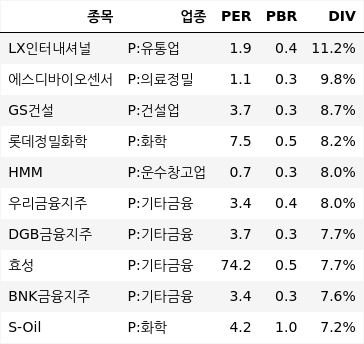 종목 업종 PER PBR DIV
LX인터내셔널 P:유통업 1.9 0.4 11.2%
에스디바이오센서 P:의료정밀 1.1 0.3 9.8%
GS건설 P:건설업 3.7 0.3 8.7%
롯데정밀화학 P:화학 7.5 0.5 8.2%
HMM P:운수창고업 0.7 0.3 8.0%
우리금융지주 P:기타금융 3.4 0.4 8.0%
DGB금융지주 P:기타금융 3.7 0.3 7.7%
효성 P:기타금융 74.2 0.5 7.7%
BNK금융지주 P:기타금융 3.4 0.3 7.6%
S-Oil P:화학 4.2 1.0 7.2%